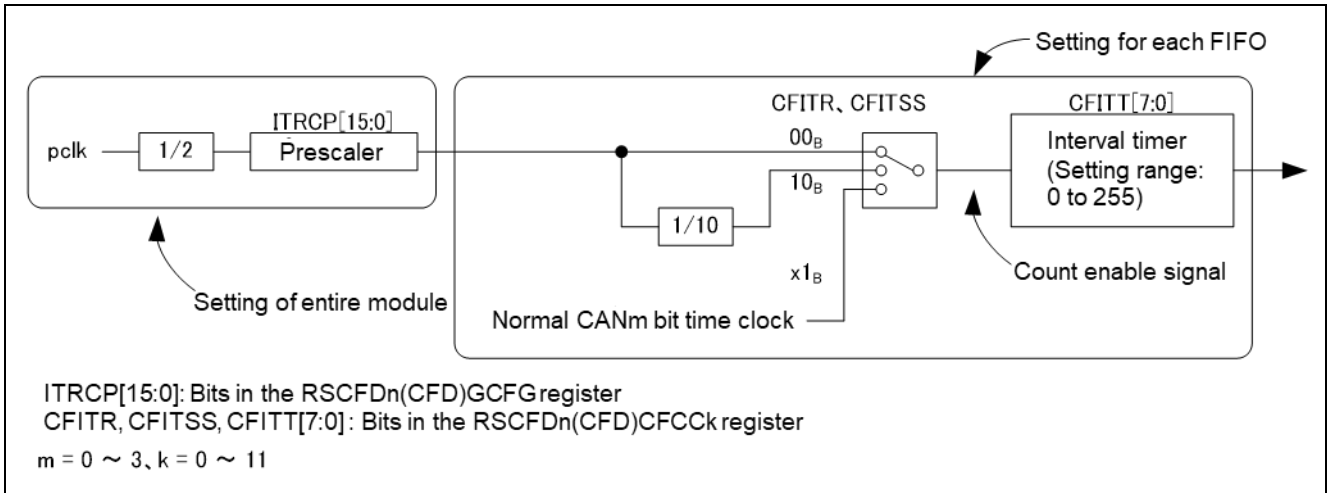 Setting for each FIFO
CFITR、CFITSS
CFITT[7:0]
ITRCP[15:0]
pclk
1/2
Prescaler
00B
10B
1/10
x1B
Interval timer
(Setting range:
0 to 255)
Count enable signal
Setting of entire module
Normal CANm bit time clock
ITRCP[15:0]: Bits in the RSCFDn(CFD)GCFG register
CFITR, CFITSS, CFITT[7:0] : Bits in the RSCFDn(CFD)CFCCk register
m = 0 ～ 3、k = 0 ～ 11